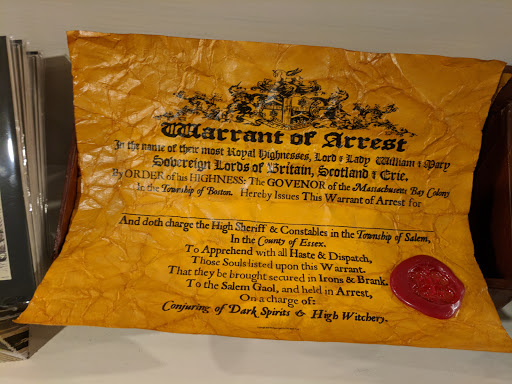 Warrant of Arrest
In the name of their most Royal Highnesses, Lord & Lady William & Mary
Sovereign Lords of Britain, Scotland & Erie.
By ORDER of his HIGHNESS: The GOVENOR of the Massachusetts Bay Colony
In the Township of Boston. Hereby Issues This Warrant of Arrest for
And doth charge the High Sheriff & Constables in the Township of Salem,
In the County of Essex.
To Apprehend with all Haste & Dispatch,
Those Souls listed upon this Warrant.
That they be brought secured in Irons & Brank.
To the Salem Gaol, and held in Arrest,
On a charge of:
Conjuring of Dark Spirits & High Witchery.